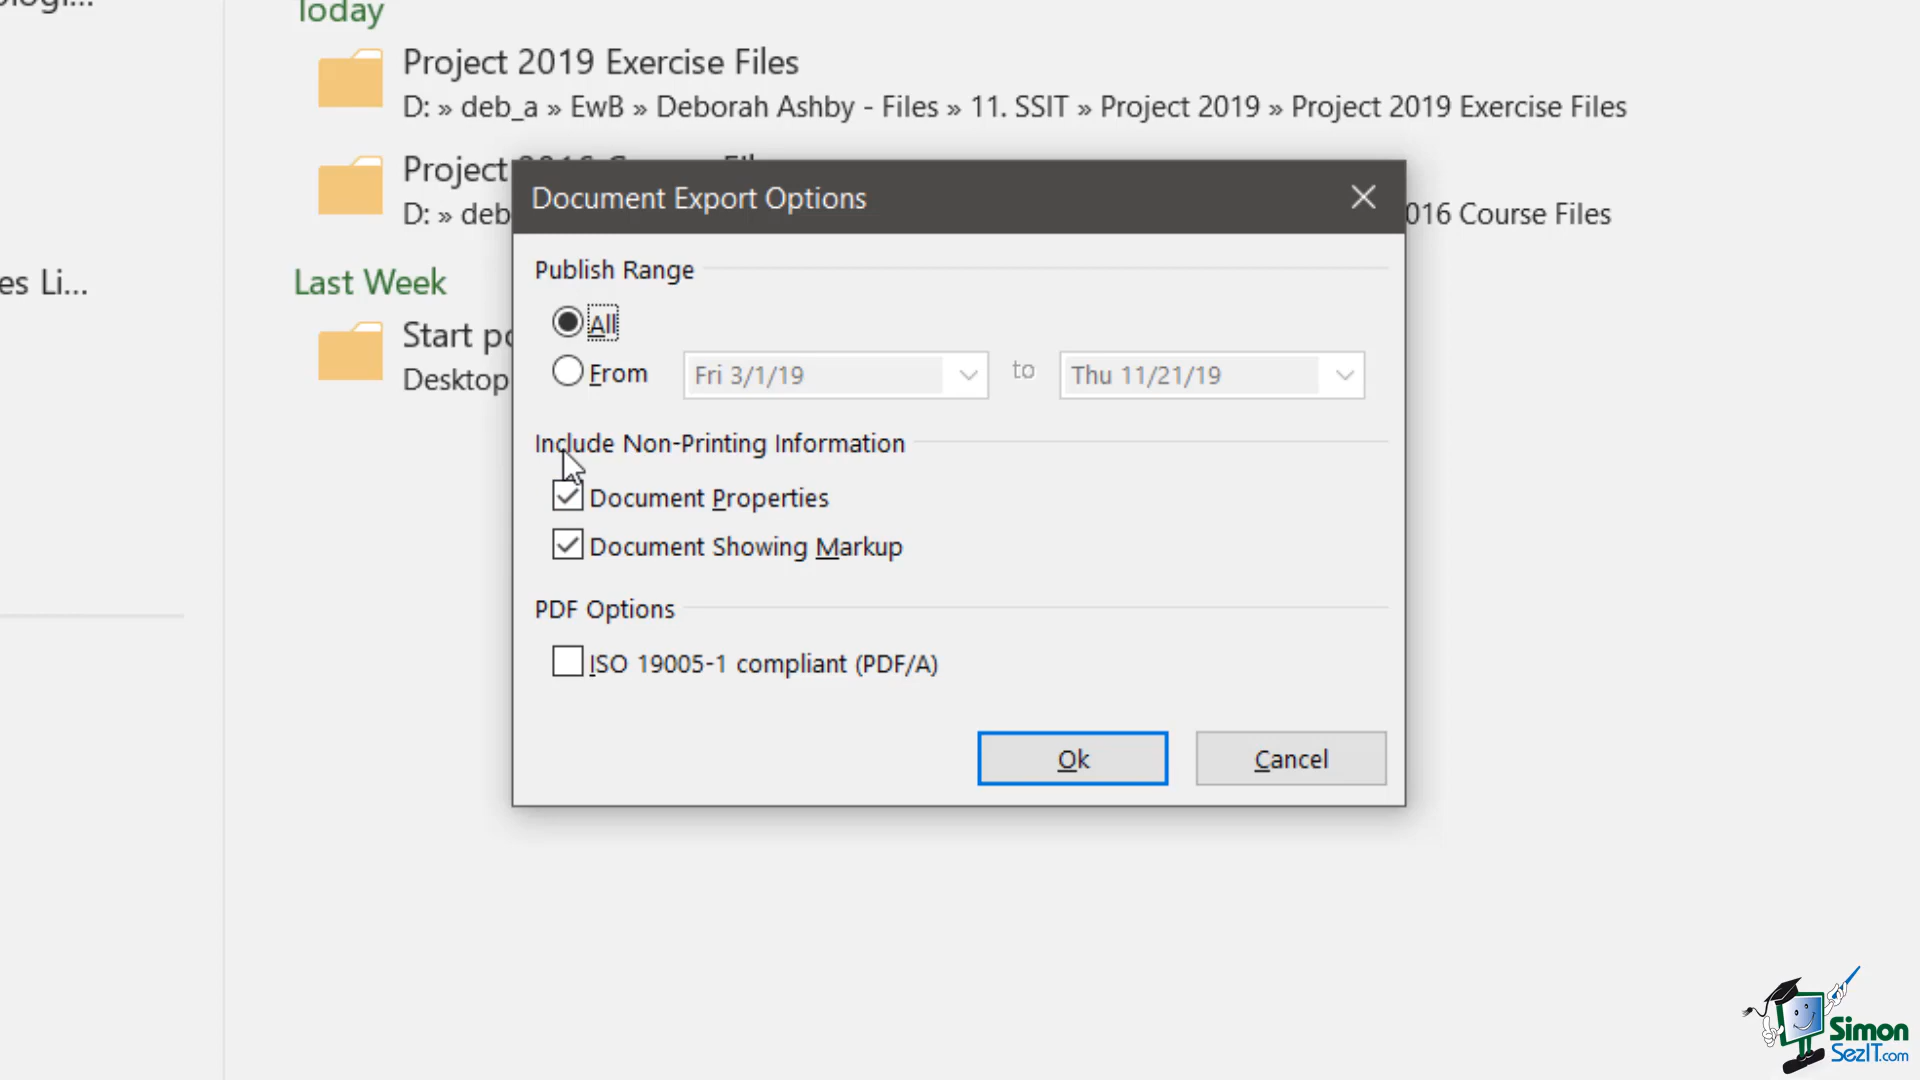 Today
Project 2019 Exercise Files
D: » deb_a » EwB » Deborah Ashby - Files » 11. SSIT » Project 2019 » Project 2019 Exercise Files
Project
D: » deb
016 Course Files
es Li...
Last Week
Start po
Desktop
Document Export Options
Publish Range
All
From Fri 3/1/19 to Thu 11/21/19
Include Non-Printing Information
Document Properties
Document Showing Markup
PDF Options
ISO 19005-1 compliant (PDF/A)
Ok Cancel
Simon
SezIT.com